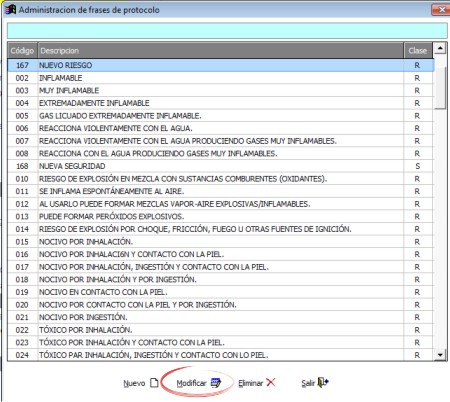 Administracion de frases de protocolo
Código Descripcion Clase
167 NUEVO RIESGO R
002 INFLAMABLE R
003 MUY INFLAMABLE R
004 EXTREMADAMENTE INFLAMABLE R
005 GAS LICUADO EXTREMADAMENTE INFLAMABLE. R
006 REACCIONA VIOLENTAMENTE CON EL AGUA. R
007 REACCIONA VIOLENTAMENTE CON EL AGUA PRODUCIENDO GASES MUY INFLAMABLES. R
008 REACCIONA CON EL AGUA PRODUCIENDO GASES MUY INFLAMABLES. R
168 NUEVA SEGURIDAD S
010 RIESGO DE EXPLOSIÓN EN MEZCLA CON SUSTANCIAS COMBURENTES (OXIDANTES). R
011 SE INFLAMA ESPONTÁNEAMENTE AL AIRE. R
012 AL USARLO PUEDE FORMAR MEZCLAS VAPOR-AIRE EXPLOSIVAS/INFLAMABLES. R
013 PUEDE FORMAR PERÓXIDOS EXPLOSIVOS. R
014 RIESGO DE EXPLOSIÓN POR CHOQUE, FRICCIÓN, FUEGO U OTRAS FUENTES DE IGNICIÓN. R
015 NOCIVO POR INHALACIÓN. R
016 NOCIVO POR INHALACI6N Y CONTACTO CON LA PIEL. R
017 NOCIVO POR INHALACIÓN, INGESTIÓN Y CONTACTO CON LA PIEL. R
018 NOCIVO POR INHALACIÓN Y POR INGESTIÓN. R
019 NOCIVO EN CONTACTO CON LA PIEL. R
020 NOCIVO POR CONTACTO CON LA PIEL Y POR INGESTIÓN. R
021 NOCIVO POR INGESTIÓN. R
022 TÓXICO POR INHALACIÓN. R
023 TÓXICO POR INHALACIÓN Y CONTACTO CON LA PIEL. R
024 TÓXICO PAR INHALACIÓN, INGESTIÓN Y CONTACTO CON LO PIEL. R
Nuevo Modificar Eliminar Salir